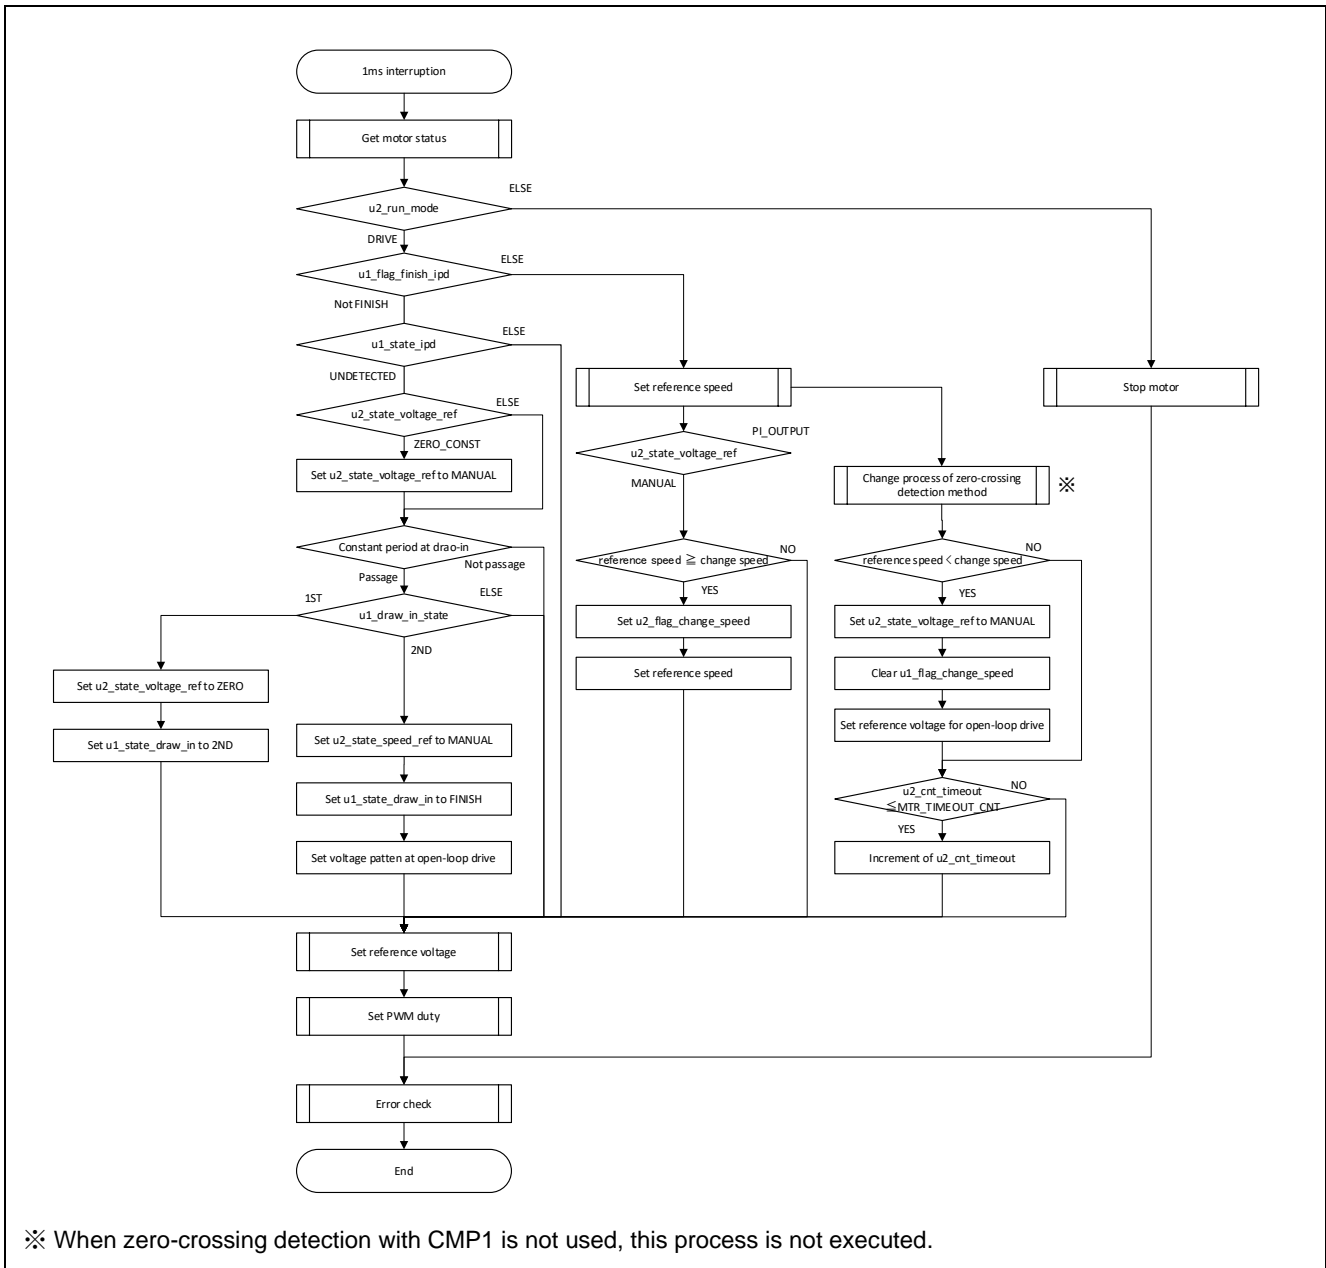 1ms interruption
Get motor status
u2_run_mode
ELSE
DRIVE
u1_flag_finish_ipd
ELSE
Not FINISH
u1_state_ipd
ELSE
UNDETECTED
u2_state_voltage_ref
ELSE
ZERO_CONST
Set u2_state_voltage_ref to MANUAL
Constant period at drao-in
Not passage
Passage
u1_draw_in_state
1ST
ELSE
2ND
Set u2_state_voltage_ref to ZERO
Set u1_state_draw_in to 2ND
Set u2_state_speed_ref to MANUAL
Set u1_state_draw_in to FINISH
Set voltage patten at open-loop drive
Set reference speed
u2_state_voltage_ref
PI_OUTPUT
MANUAL
reference speed ≧ change speed
NO
YES
Set u2_flag_change_speed
Set reference speed
Change process of zero-crossing
detection method
※
reference speed < change speed
NO
YES
Set u2_state_voltage_ref to MANUAL
Clear u1_flag_change_speed
Set reference voltage for open-loop drive
u2_cnt_timeout
≦MTR_TIMEOUT_CNT
NO
YES
Increment of u2_cnt_timeout
Stop motor
Set reference voltage
Set PWM duty
Error check
End
※ When zero-crossing detection with CMP1 is not used, this process is not executed.